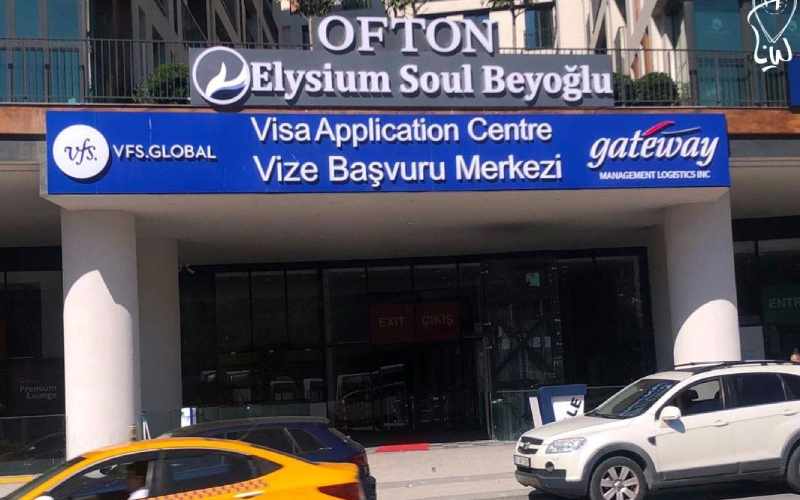 OFTON
Elysium Soul Beyoğlu
vfs.
VFS.GLOBAL
Visa Application Centre
Vize Başvuru Merkezi
gateway
MANAGEMENT LOGISTICS INC
EXIT
ÇIKIŞ
Premium
Lounge